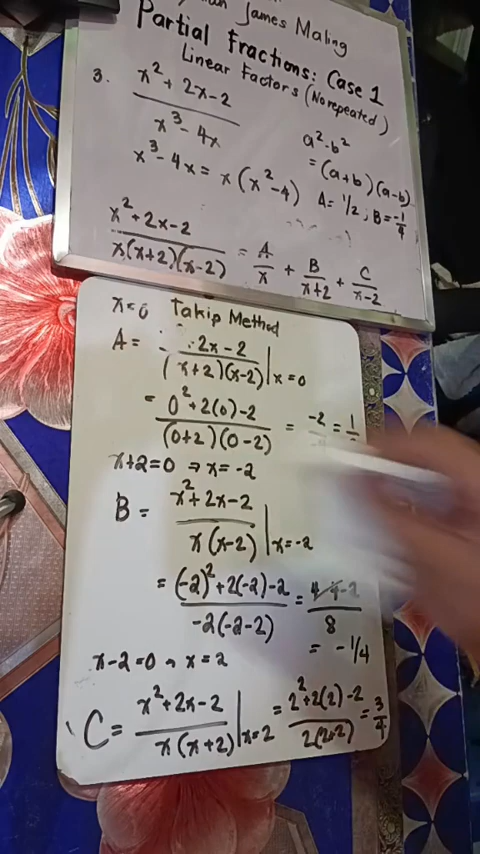 James Maling
Partial Fractions: Case 1
Linear Factors (No repeated)
3. x² + 2x - 2 / x³ - 4x
x³ - 4x = x(x² - 4)
a² - b²
= (a+b)(a-b)
A = 1/2 ; B = -1/4
x² + 2x - 2 / x(x+2)(x-2) = A/x + B/x+2 + C/x-2
x=0 Takip Method
A = 2x - 2 / (x+2)(x-2) | x=0
= 0² + 2(0) - 2 / (0+2)(0-2) = -2 = 1
x+2=0 ⇒ x=-2
B = x² + 2x - 2 / x(x-2) | x=-2
= (-2)² + 2(-2) - 2 / -2(-2-2) = 4-4-2 / 8
= -1/4
x-2=0 ⇒ x=2
C = x² + 2x - 2 / x(x+2) | x=2 = 2² + 2(2) - 2 / 2(2+2) = 3/4